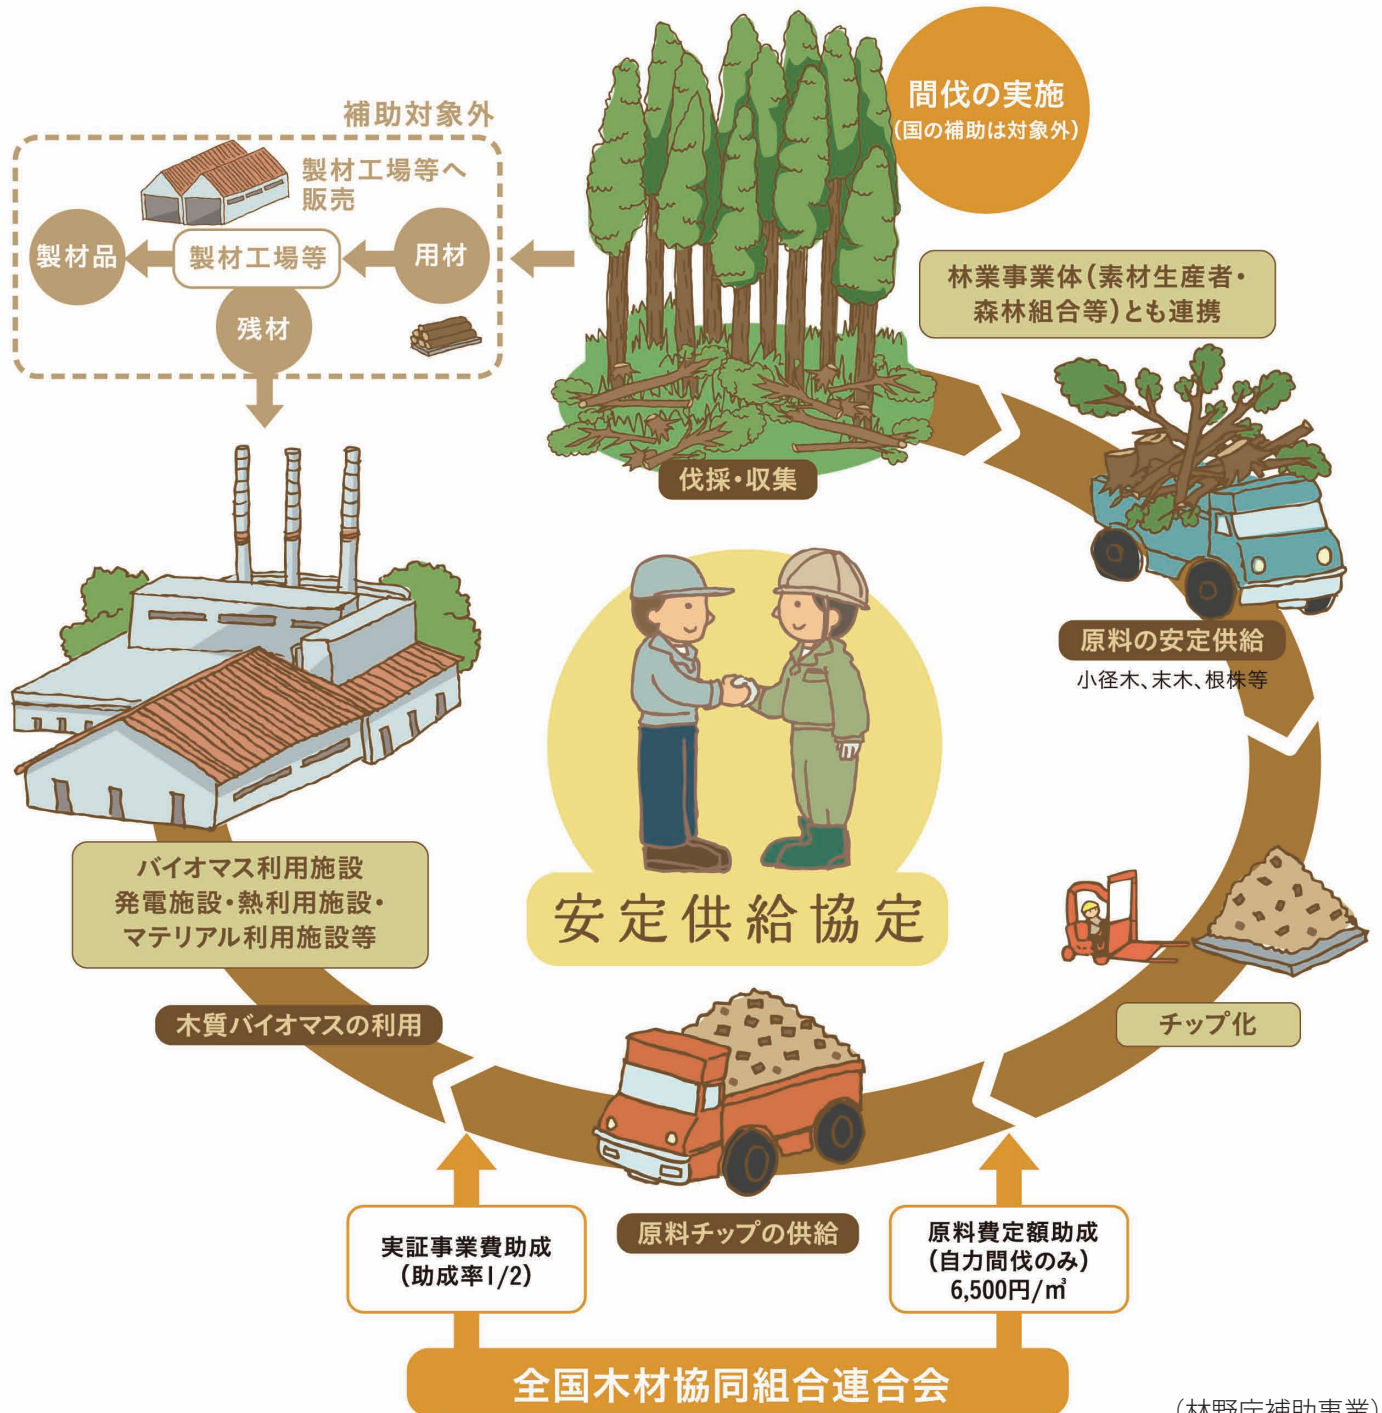 間伐の実施
(国の補助は対象外)
補助対象外
製材工場等へ
販売
製材品
製材工場等
用材
残材
林業事業体(素材生産者・
森林組合等)とも連携
伐採・収集
原料の安定供給
小径木、末木、根株等
安定供給協定
バイオマス利用施設
発電施設・熱利用施設・
マテリアル利用施設等
木質バイオマスの利用
チップ化
原料チップの供給
実証事業費助成
(助成率1/2)
原料費定額助成
(自力間伐のみ)
6,500円/㎥
全国木材協同組合連合会
(林野庁補助事業)